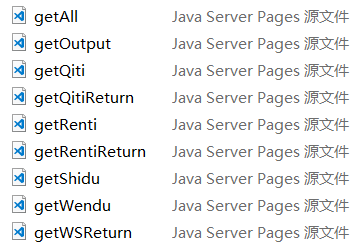 getAll Java Server Pages 源文件
getOutput Java Server Pages 源文件
getQiti Java Server Pages 源文件
getQitiReturn Java Server Pages 源文件
getRenti Java Server Pages 源文件
getRentiReturn Java Server Pages 源文件
getShidu Java Server Pages 源文件
getWendu Java Server Pages 源文件
getWSReturn Java Server Pages 源文件